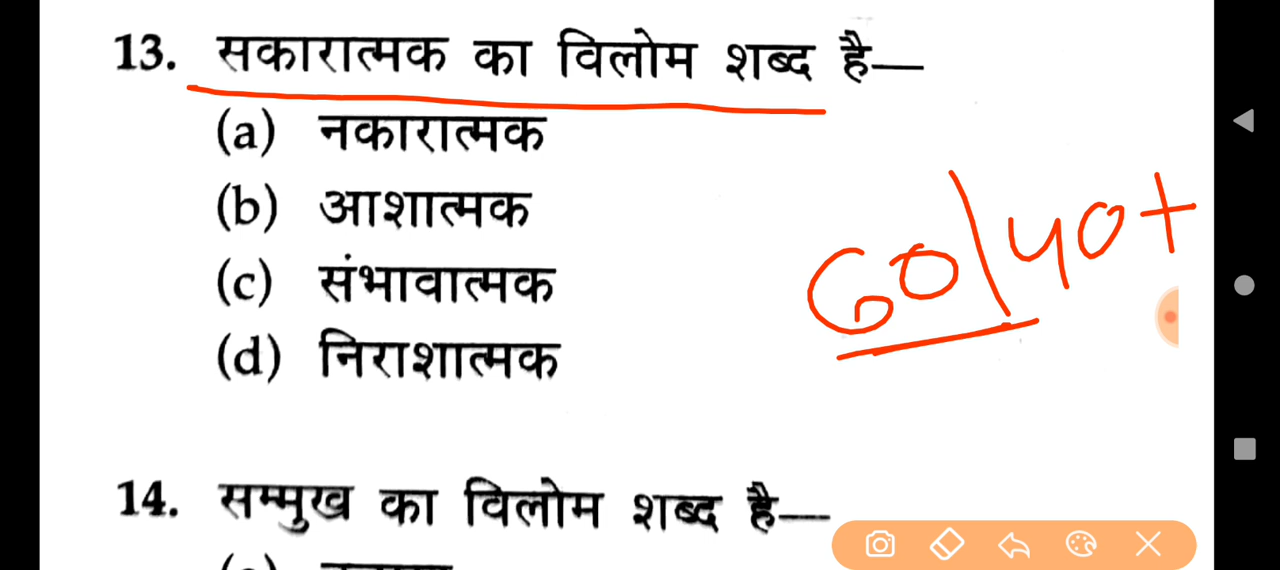 13. सकारात्मक का विलोम शब्द है—
(a) नकारात्मक
(b) आशात्मक
(c) संभावात्मक
(d) निराशात्मक
60/40+
14. सम्मुख का विलोम शब्द है—